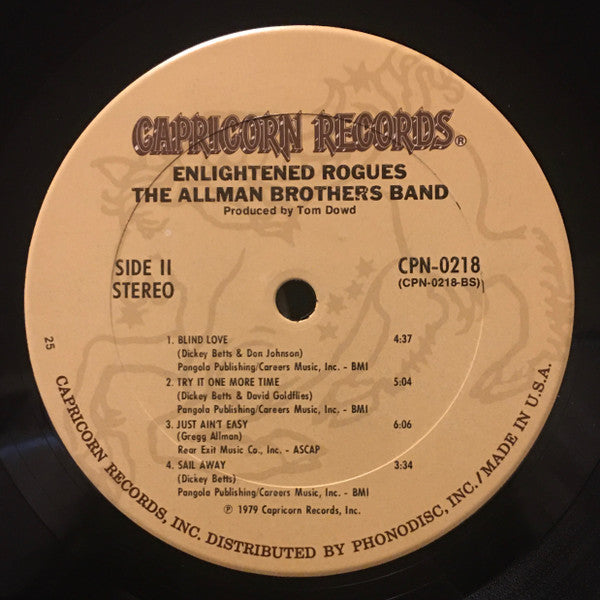 CAPRICORN RECORDS®
ENLIGHTENED ROGUES
THE ALLMAN BROTHERS BAND
Produced by Tom Dowd
SIDE II
STEREO
CPN-0218
(CPN-0218-BS)
1. BLIND LOVE 4:37
(Dickey Betts & Don Johnson)
Pangola Publishing/Careers Music, Inc. - BMI
2. TRY IT ONE MORE TIME 5:04
(Dickey Betts & David Goldflies)
Pangola Publishing/Careers Music, Inc. - BMI
3. JUST AIN'T EASY 6:06
(Gregg Allman)
Rear Exit Music Co., Inc. - ASCAP
4. SAIL AWAY 3:34
(Dickey Betts)
Pangola Publishing/Careers Music, Inc. - BMI
℗ 1979 Capricorn Records, Inc.
25
CAPRICORN RECORDS, INC. DISTRIBUTED BY PHONODISC, INC./MADE IN U.S.A.